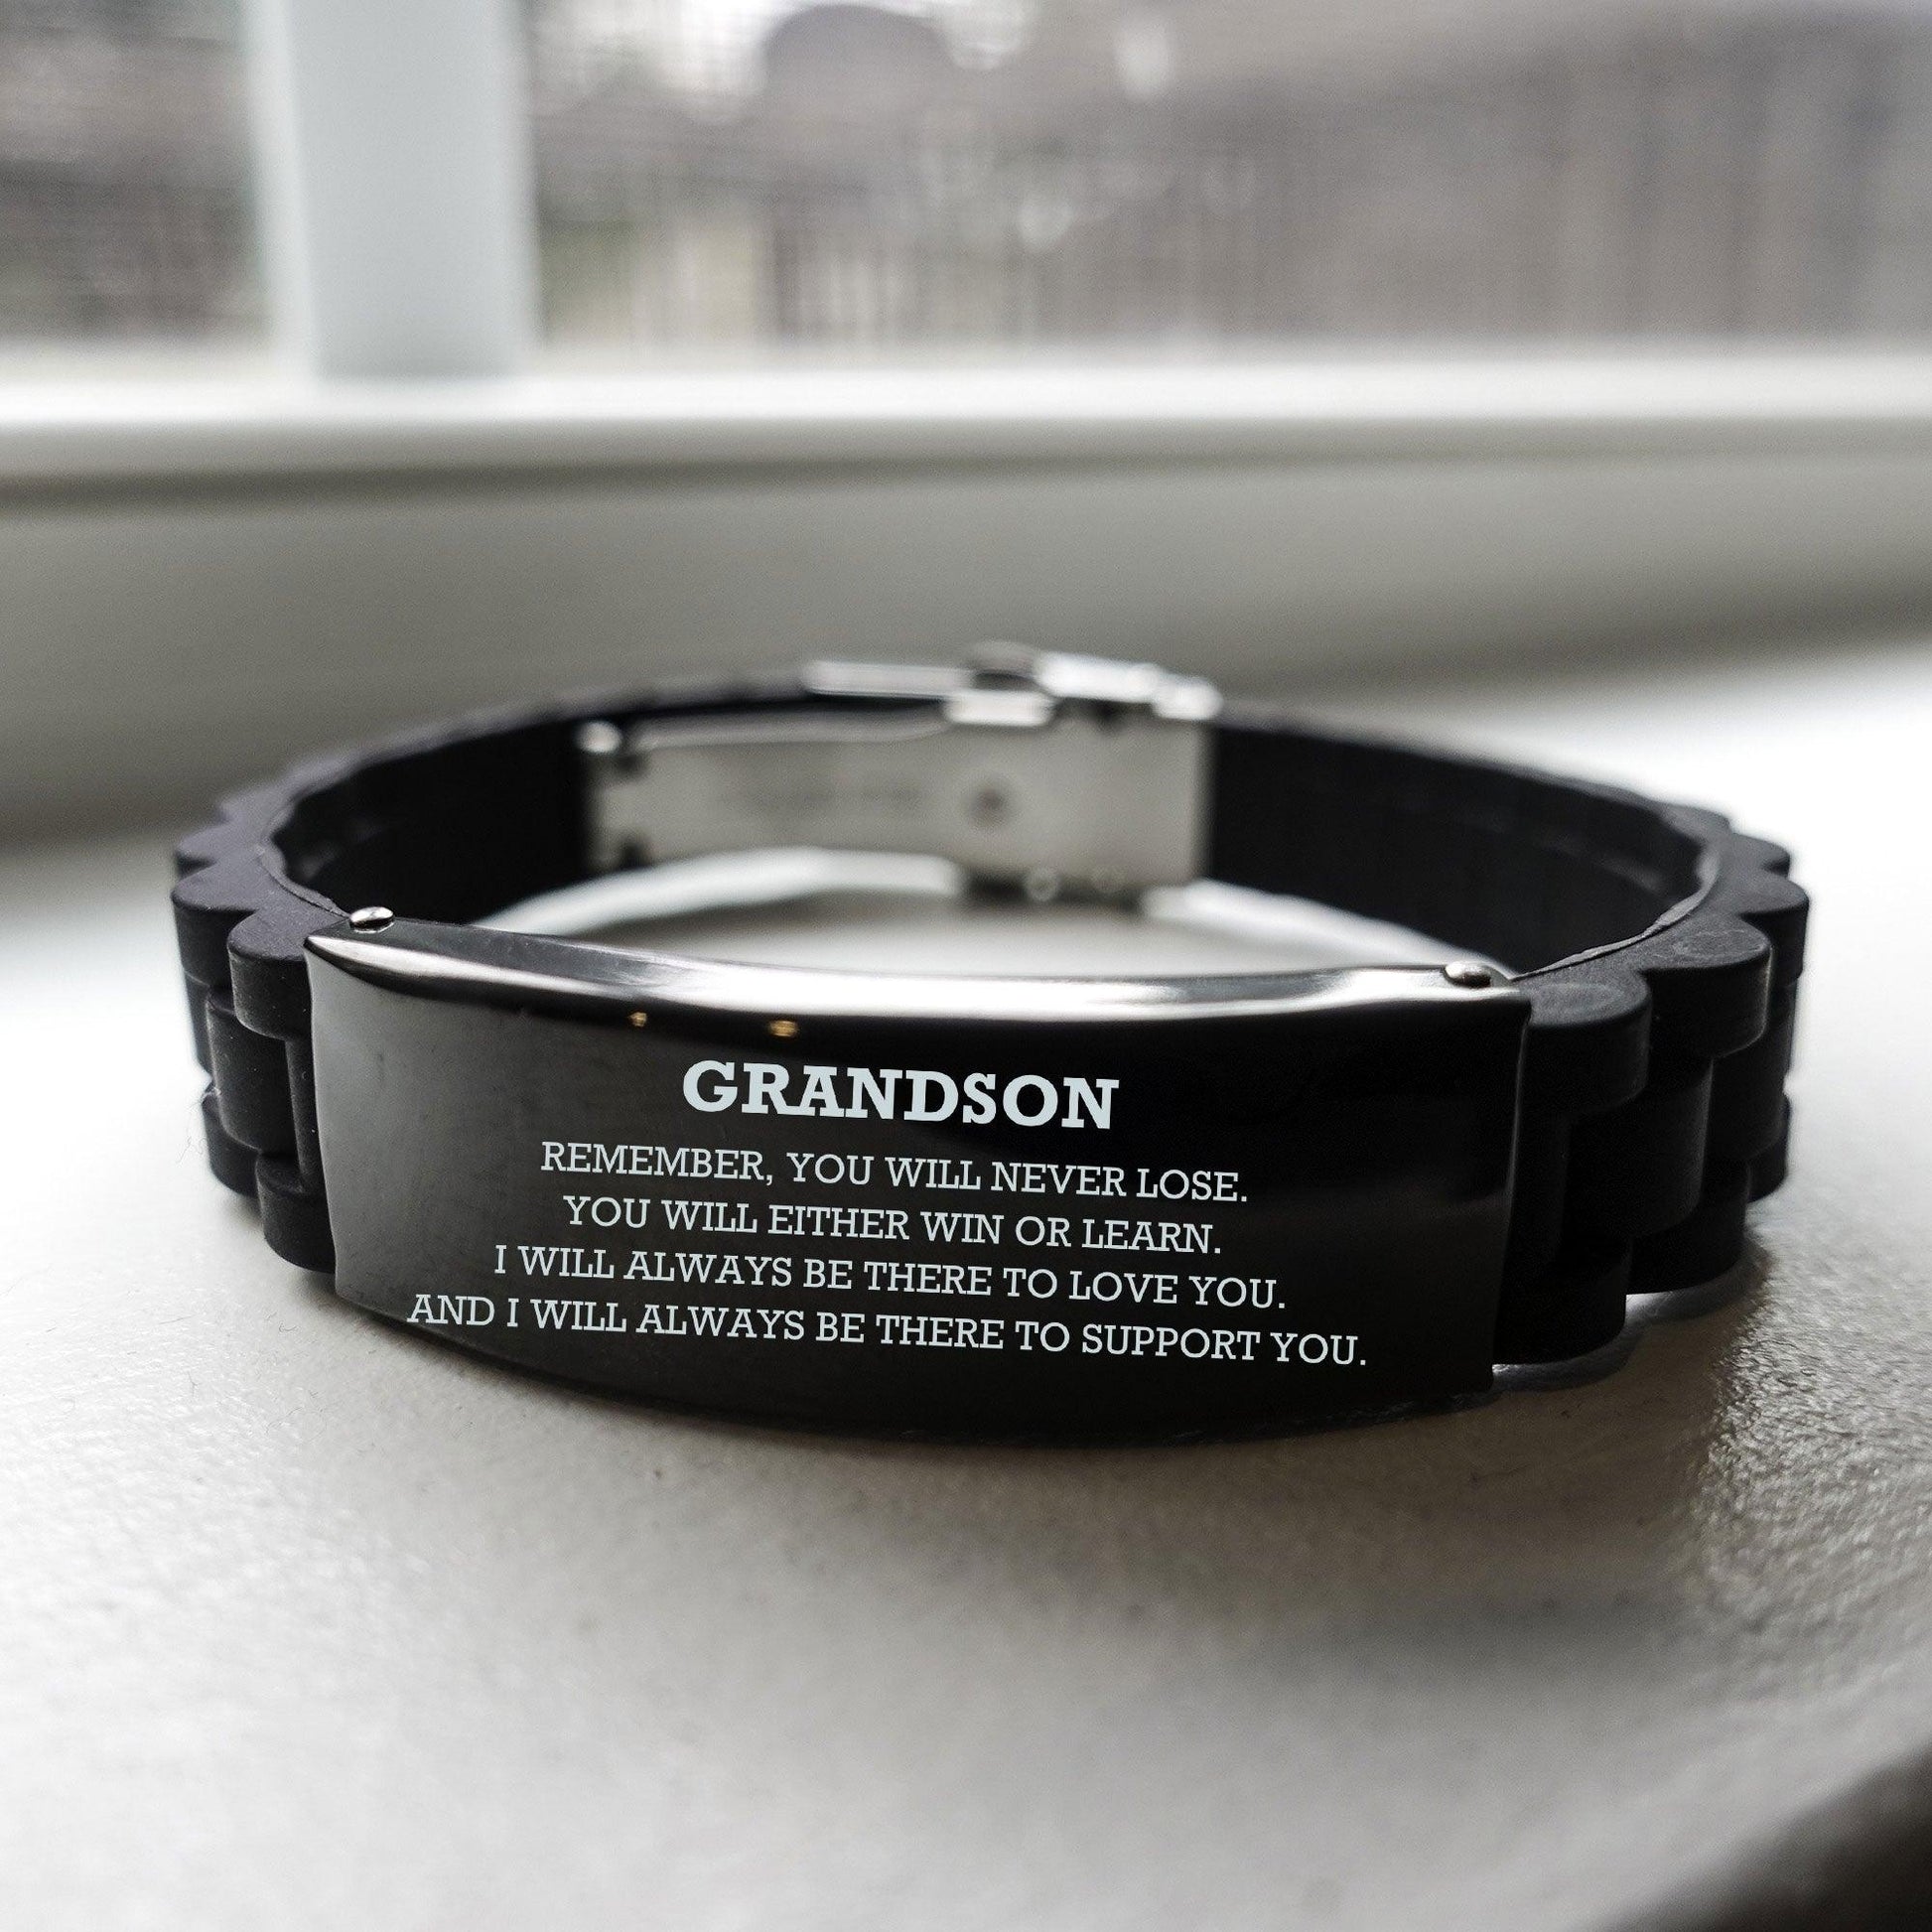 GRANDSON
REMEMBER, YOU WILL NEVER LOSE.
YOU WILL EITHER WIN OR LEARN.
I WILL ALWAYS BE THERE TO LOVE YOU.
AND I WILL ALWAYS BE THERE TO SUPPORT YOU.